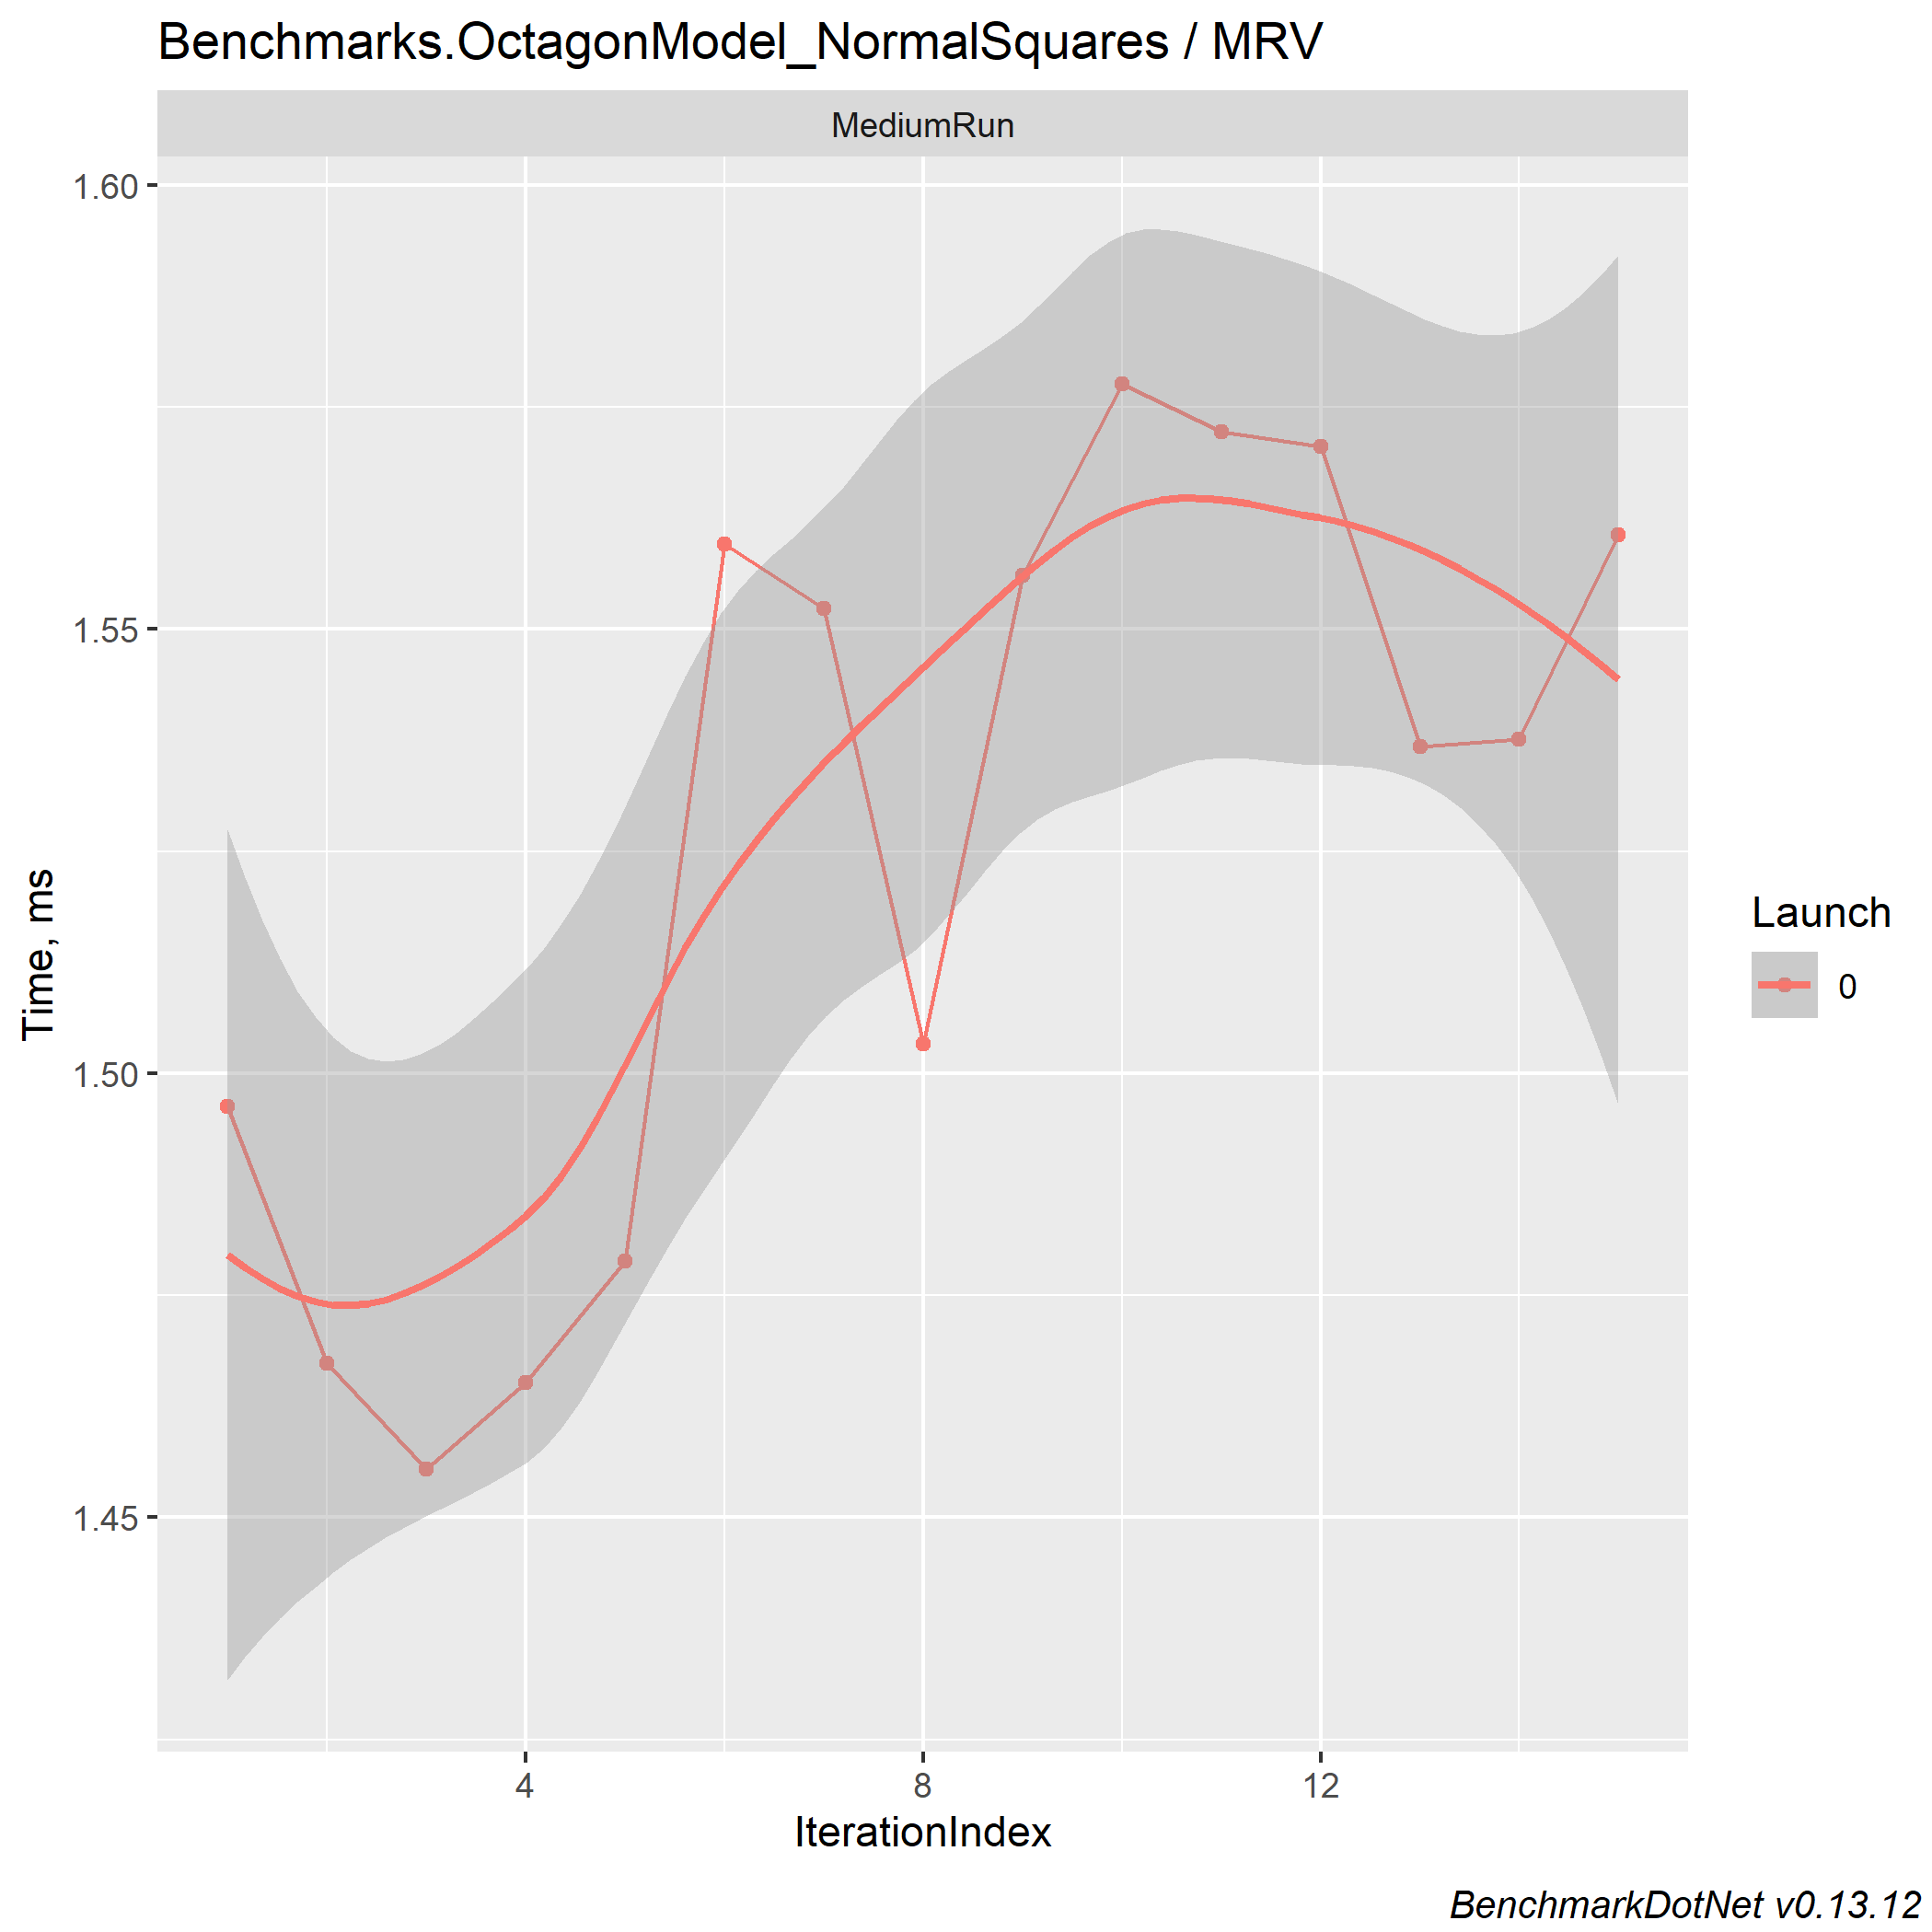 Benchmarks.OctagonModel_NormalSquares / MRV
MediumRun
1.60
1.55
1.50
1.45
Time, ms
4
8
12
IterationIndex
Launch
0
BenchmarkDotNet v0.13.12